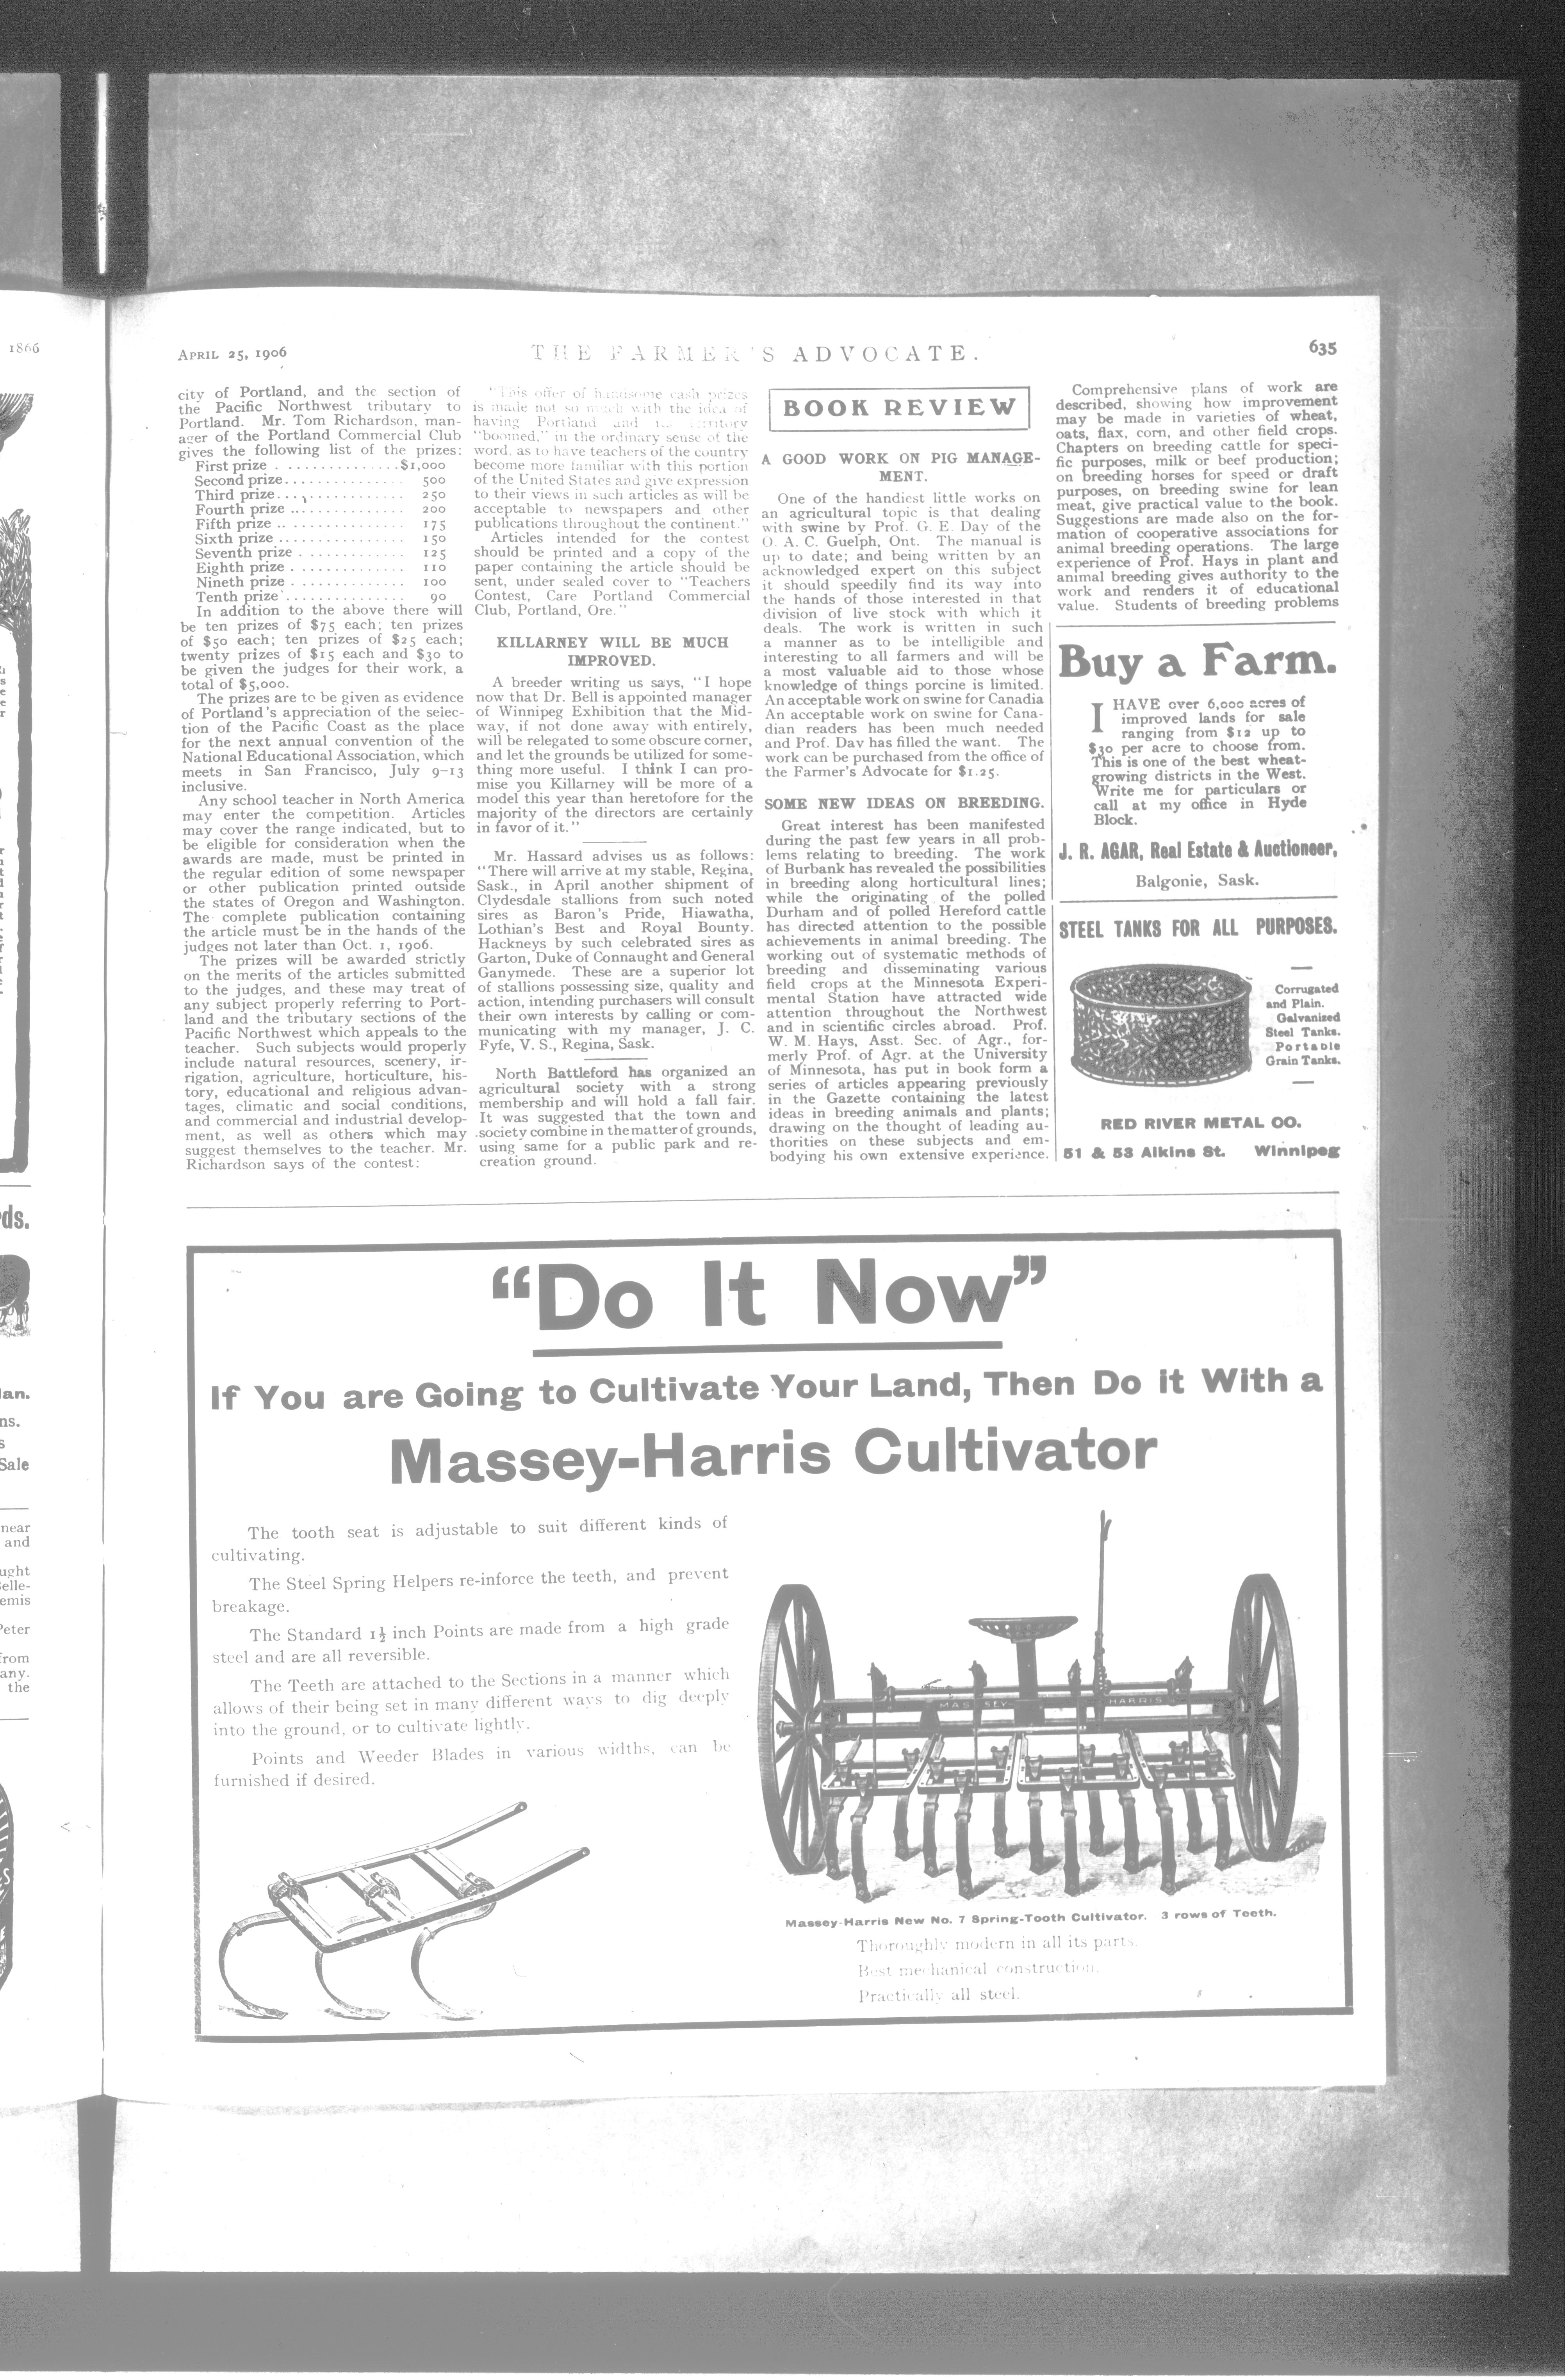 1866
APRIL 25, 1906
THE FARMER'S ADVOCATE.
635
city of Portland, and the section of
the Pacific Northwest tributary to
Portland. Mr. Tom Richardson, man-
ager of the Portland Commercial Club
gives the following list of the prizes:
First prize . . . . . . . . . . . . . . . $1,000
Second prize. . . . . . . . . . . . . . . 500
Third prize. . . . . . . . . . . . . . . 250
Fourth prize . . . . . . . . . . . . . . . 200
Fifth prize . . . . . . . . . . . . . . . 175
Sixth prize . . . . . . . . . . . . . . . 150
Seventh prize . . . . . . . . . . . . . 125
Eighth prize . . . . . . . . . . . . . . 110
Nineth prize . . . . . . . . . . . . . . 100
Tenth prize . . . . . . . . . . . . . . . 90
In addition to the above there will
be ten prizes of $75 each; ten prizes
of $50 each; ten prizes of $25 each;
twenty prizes of $15 each and $30 to
be given the judges for their work, a
total of $5,000.
The prizes are to be given as evidence
of Portland's appreciation of the selec-
tion of the Pacific Coast as the place
for the next annual convention of the
National Educational Association, which
meets in San Francisco, July 9-13
inclusive.
Any school teacher in North America
may enter the competition. Articles
may cover the range indicated, but to
be eligible for consideration when the
awards are made, must be printed in
the regular edition of some newspaper
or other publication printed outside
the states of Oregon and Washington.
The complete publication containing
the article must be in the hands of the
judges not later than Oct. 1, 1906.
The prizes will be awarded strictly
on the merits of the articles submitted
to the judges, and these may treat of
any subject properly referring to Port-
land and the tributary sections of the
Pacific Northwest which appeals to the
teacher. Such subjects would properly
include natural resources, scenery, ir-
rigation, agriculture, horticulture, his-
tory, educational and religious advan-
tages, climatic and social conditions,
and commercial and industrial develop-
ment, as well as others which may
suggest themselves to the teacher. Mr.
Richardson says of the contest:
"This offer of handsome cash prizes
is made not so much with the idea of
having Portland and territory
"boomed," in the ordinary sense of the
word, as to have teachers of the country
become more familiar with this portion
of the United States and give expression
to their views in such articles as will be
acceptable to newspapers and other
publications throughout the continent."
Articles intended for the contest
should be printed and a copy of the
paper containing the article should be
sent, under sealed cover to "Teachers
Contest, Care Portland Commercial
Club, Portland, Ore."
KILLARNEY WILL BE MUCH
IMPROVED.
A breeder writing us says, "I hope
now that Dr. Bell is appointed manager
of Winnipeg Exhibition that the Mid-
way, if not done away with entirely,
will be relegated to some obscure corner,
and let the grounds be utilized for some-
thing more useful. I think I can pro-
mise you Killarney will be more of a
model this year than heretofore for the
majority of the directors are certainly
in favor of it."
Mr. Hassard advises us as follows:
"There will arrive at my stable, Regina,
Sask., in April another shipment of
Clydesdale stallions from such noted
sires as Baron's Pride, Hiawatha,
Lothian's Best and Royal Bounty.
Hackneys by such celebrated sires as
Garton, Duke of Connaught and General
Ganymede. These are a superior lot
of stallions possessing size, quality and
action, intending purchasers will consult
their own interests by calling or com-
municating with my manager, J. C.
Fyfe, V. S., Regina, Sask.
North Battleford has organized an
agricultural society with a strong
membership and will hold a fall fair.
It was suggested that the town and
society combine in the matter of grounds,
using same for a public park and re-
creation ground.
BOOK REVIEW
A GOOD WORK ON PIG MANAGE-
MENT.
One of the handiest little works on
an agricultural topic is that dealing
with swine by Prof. G. E. Day of the
O. A. C. Guelph, Ont. The manual is
up to date; and being written by an
acknowledged expert on this subject
it should speedily find its way into
the hands of those interested in that
division of live stock with which it
deals. The work is written in such
a manner as to be intelligible and
interesting to all farmers and will be
a most valuable aid to those whose
knowledge of things porcine is limited.
An acceptable work on swine for Canadia
An acceptable work on swine for Cana-
dian readers has been much needed
and Prof. Day has filled the want. The
work can be purchased from the office of
the Farmer's Advocate for $1.25.
SOME NEW IDEAS ON BREEDING.
Great interest has been manifested
during the past few years in all prob-
lems relating to breeding. The work
of Burbank has revealed the possibilities
in breeding along horticultural lines;
while the originating of the polled
Durham and of polled Hereford cattle
has directed attention to the possible
achievements in animal breeding. The
working out of systematic methods of
breeding and disseminating various
field crops at the Minnesota Experi-
mental Station have attracted wide
attention throughout the Northwest
and in scientific circles abroad. Prof.
W. M. Hays, Asst. Sec. of Agr., for-
merly Prof. of Agr. at the University
of Minnesota, has put in book form a
series of articles appearing previously
in the Gazette containing the latest
ideas in breeding animals and plants;
drawing on the thought of leading au-
thorities on these subjects and em-
bodying his own extensive experience.
Comprehensive plans of work are
described, showing how improvement
may be made in varieties of wheat,
oats, flax, corn, and other field crops.
Chapters on breeding cattle for speci-
fic purposes, milk or beef production;
on breeding horses for speed or draft
purposes, on breeding swine for lean
meat, give practical value to the book.
Suggestions are made also on the for-
mation of cooperative associations for
animal breeding operations. The large
experience of Prof. Hays in plant and
animal breeding gives authority to the
work and renders it of educational
value. Students of breeding problems
Buy a Farm.
I HAVE over 6,000 acres of
improved lands for sale
ranging from $12 up to
$30 per acre to choose from.
This is one of the best wheat-
growing districts in the West.
Write me for particulars or
call at my office in Hyde
Block.
J. R. AGAR, Real Estate & Auctioneer,
Balgonie, Sask.
STEEL TANKS FOR ALL PURPOSES.
Corrugated
and Plain.
Galvanized
Steel Tanks.
Portable
Grain Tanks.
RED RIVER METAL CO.
51 & 53 Aikins St. Winnipeg
"Do It Now"
If You are Going to Cultivate Your Land, Then Do it With a
Massey-Harris Cultivator
The tooth seat is adjustable to suit different kinds of
cultivating.
The Steel Spring Helpers re-inforce the teeth, and prevent
breakage.
The Standard 1½ inch Points are made from a high grade
steel and are all reversible.
The Teeth are attached to the Sections in a manner which
allows of their being set in many different ways to dig deeply
into the ground, or to cultivate lightly.
Points and Weeder Blades in various widths, can be
furnished if desired.
MASSEY-HARRIS
Massey-Harris New No. 7 Spring-Tooth Cultivator. 3 rows of Teeth.
Thoroughly modern in all its parts.
Best mechanical construction.
Practically all steel.
rds.
lan.
ns.
s
Sale
near
and
ught
Belle-
emis
Peter
from
any.
the